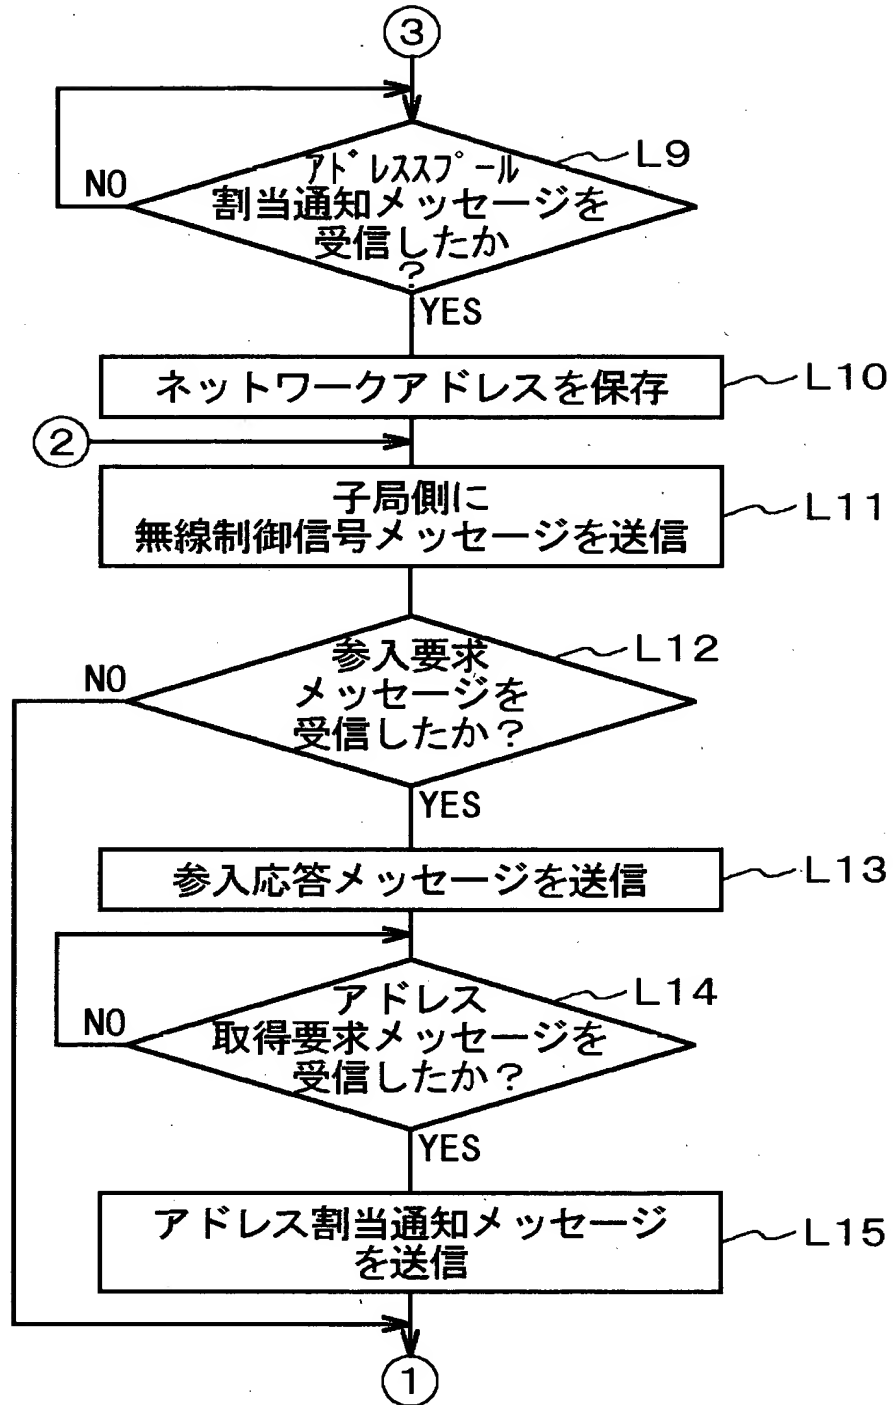 ③
L9
アドレススプール
割当通知メッセージを
受信したか
?
NO
YES
ネットワークアドレスを保存
L10
②
子局側に
無線制御信号メッセージを送信
L11
参入要求
メッセージを
受信したか?
L12
NO
YES
参入応答メッセージを送信
L13
アドレス
取得要求メッセージを
受信したか?
L14
NO
YES
アドレス割当通知メッセージ
を送信
L15
①